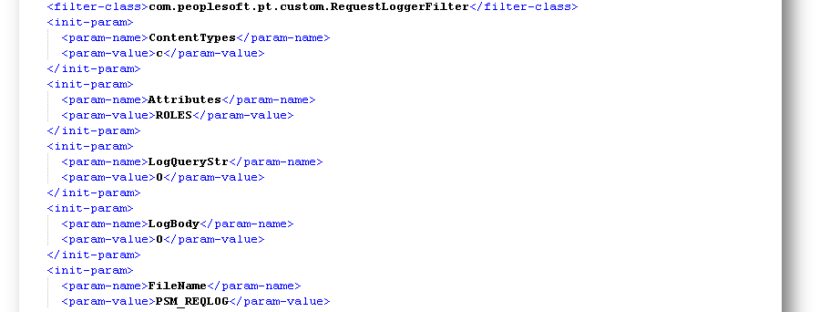 <filter-class>com.peoplesoft.pt.custom.RequestLoggerFilter</filter-class>
<init-param>
<param-name>ContentTypes</param-name>
<param-value>c</param-value>
</init-param>
<init-param>
<param-name>Attributes</param-name>
<param-value>ROLES</param-value>
</init-param>
<init-param>
<param-name>LogQueryStr</param-name>
<param-value>0</param-value>
</init-param>
<init-param>
<param-name>LogBody</param-name>
<param-value>0</param-value>
</init-param>
<init-param>
<param-name>FileName</param-name>
<param-value>PSM_REQLOG</param-value>